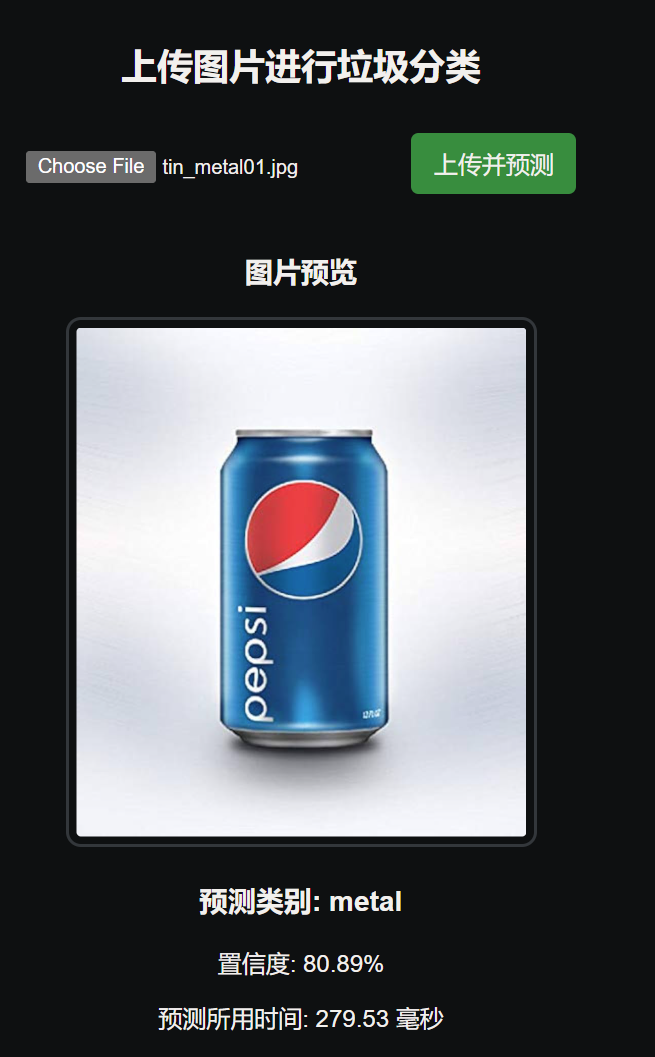 上传图片进行垃圾分类
Choose File tin_metal01.jpg
上传并预测
图片预览
pepsi
12 FL OZ
预测类别: metal
置信度: 80.89%
预测所用时间: 279.53 毫秒